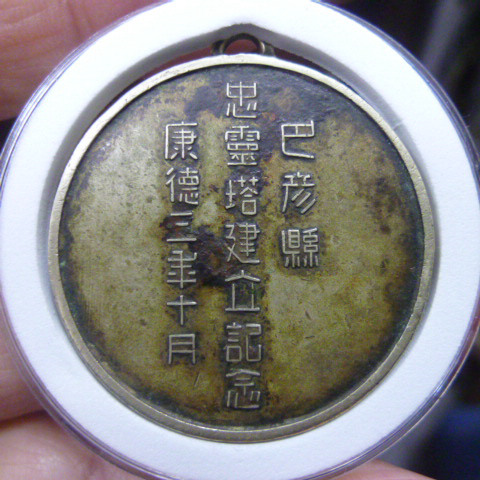 巴彦縣
忠靈塔建立記念
康德三年十月